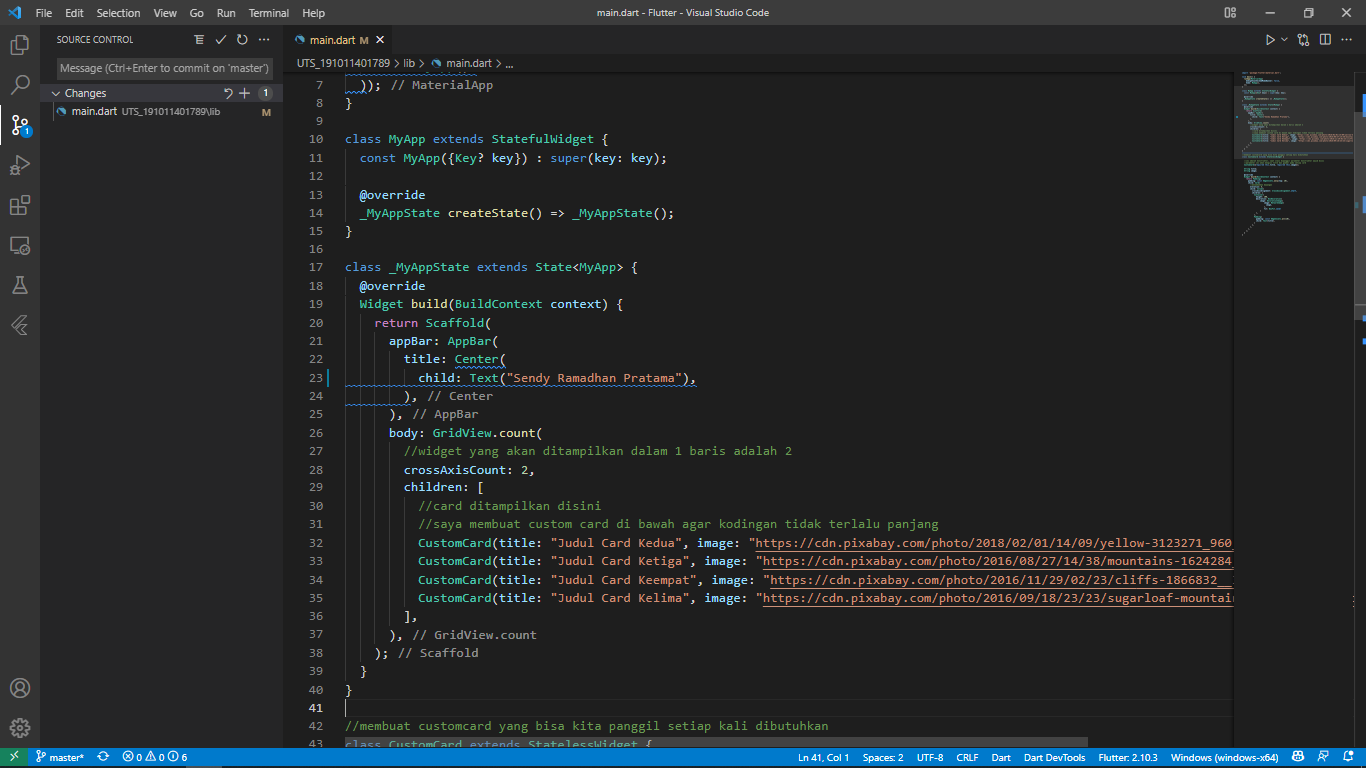 File Edit Selection View Go Run Terminal Help
main.dart - Flutter - Visual Studio Code
SOURCE CONTROL
Message (Ctrl+Enter to commit on 'master')
Changes 1
main.dart UTS_191011401789\lib M
1
main.dart M
UTS_191011401789 > lib > main.dart > ...
7 )); // MaterialApp
8 }
9
10 class MyApp extends StatefulWidget {
11 const MyApp({Key? key}) : super(key: key);
12
13 @override
14 _MyAppState createState() => _MyAppState();
15 }
16
17 class _MyAppState extends State<MyApp> {
18 @override
19 Widget build(BuildContext context) {
20 return Scaffold(
21 appBar: AppBar(
22 title: Center(
23 child: Text("Sendy Ramadhan Pratama"),
24 ), // Center
25 ), // AppBar
26 body: GridView.count(
27 //widget yang akan ditampilkan dalam 1 baris adalah 2
28 crossAxisCount: 2,
29 children: [
30 //card ditampilkan disini
31 //saya membuat custom card di bawah agar kodingan tidak terlalu panjang
32 CustomCard(title: "Judul Card Kedua", image: "https://cdn.pixabay.com/photo/2018/02/01/14/09/yellow-3123271_960
33 CustomCard(title: "Judul Card Ketiga", image: "https://cdn.pixabay.com/photo/2016/08/27/14/38/mountains-1624284
34 CustomCard(title: "Judul Card Keempat", image: "https://cdn.pixabay.com/photo/2016/11/29/02/23/cliffs-1866832__
35 CustomCard(title: "Judul Card Kelima", image: "https://cdn.pixabay.com/photo/2016/09/18/23/23/sugarloaf-mountai
36 ],
37 ), // GridView.count
38 ); // Scaffold
39 }
40 }
41
42 //membuat customcard yang bisa kita panggil setiap kali dibutuhkan
43 class CustomCard extends StatelessWidget {
master* 0 0 6 Ln 41, Col 1 Spaces: 2 UTF-8 CRLF Dart Dart DevTools Flutter: 2.10.3 Windows (windows-x64)